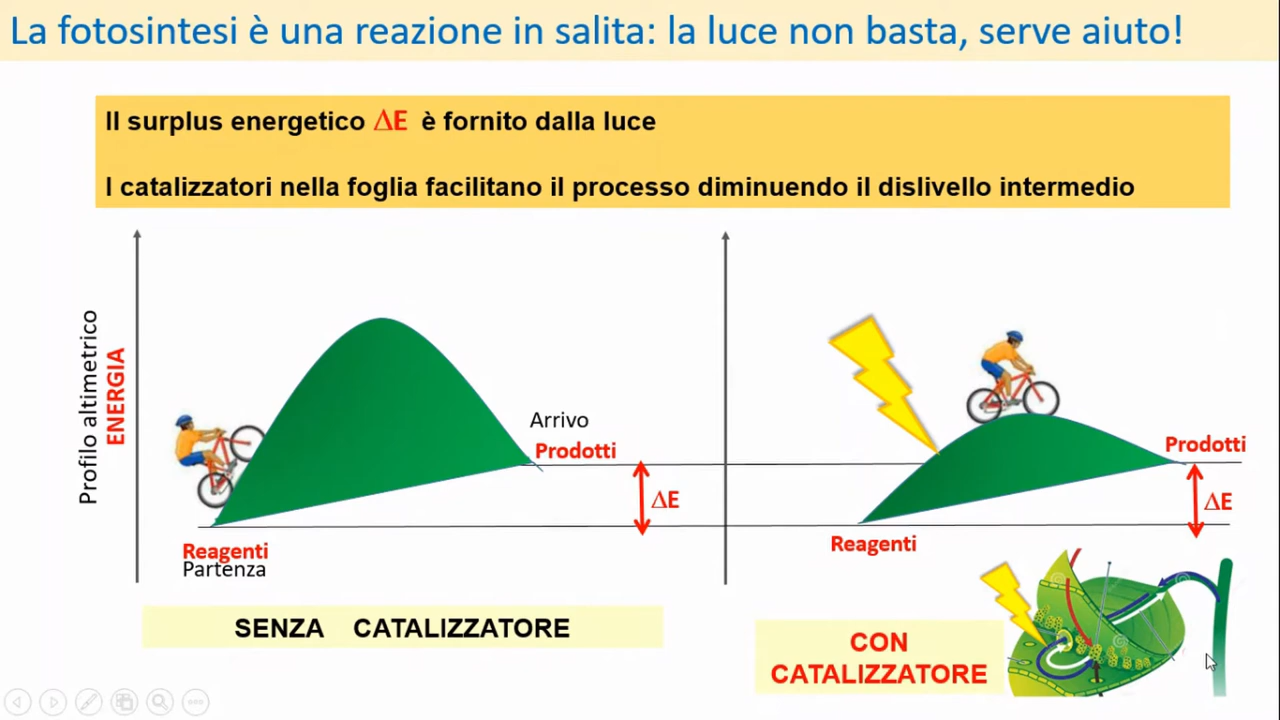 La fotosintesi è una reazione in salita: la luce non basta, serve aiuto!
Il surplus energetico ΔE è fornito dalla luce
I catalizzatori nella foglia facilitano il processo diminuendo il dislivello intermedio
Profilo altimetrico
ENERGIA
Arrivo
Prodotti
ΔE
Reagenti
Partenza
SENZA CATALIZZATORE
Prodotti
ΔE
Reagenti
CON
CATALIZZATORE